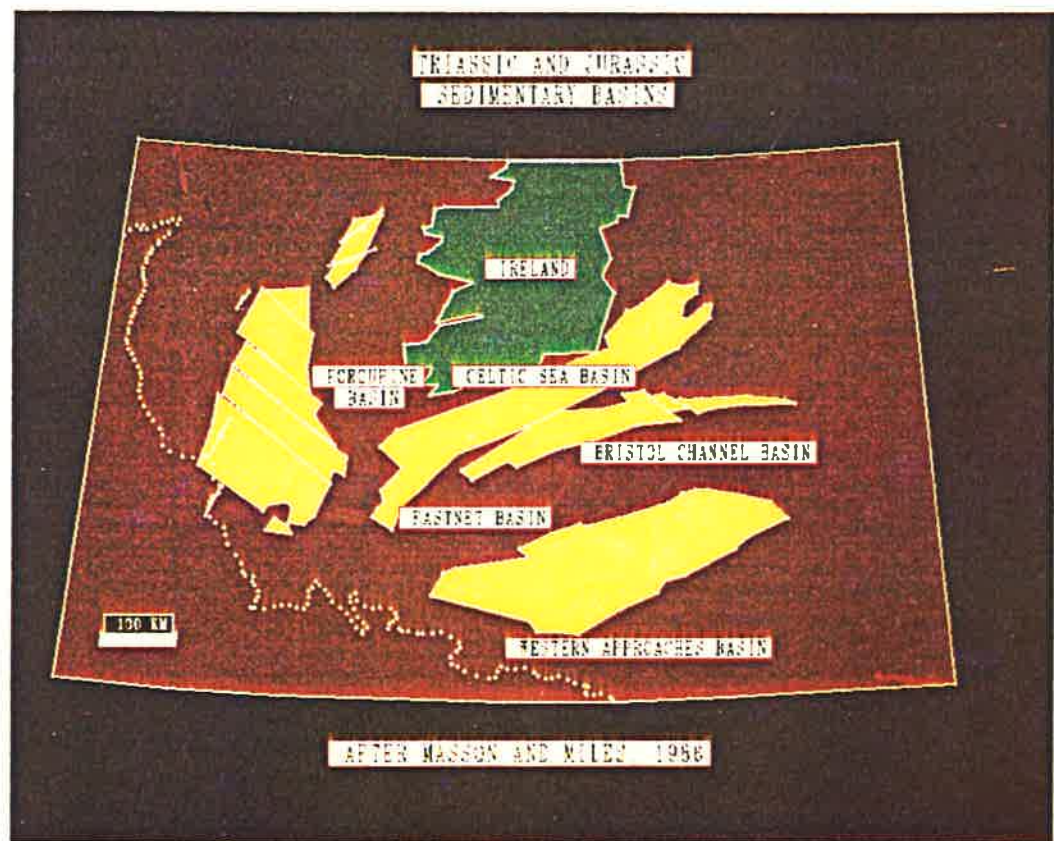 TRIASSIC AND JURASSIC
SEDIMENTARY BASINS
IRELAND
PORCUPINE
BASIN
CELTIC SEA BASIN
BRISTOL CHANNEL BASIN
FASTNET BASIN
100 KM
WESTERN APPROACHES BASIN
AFTER MASSON AND MILES 1986